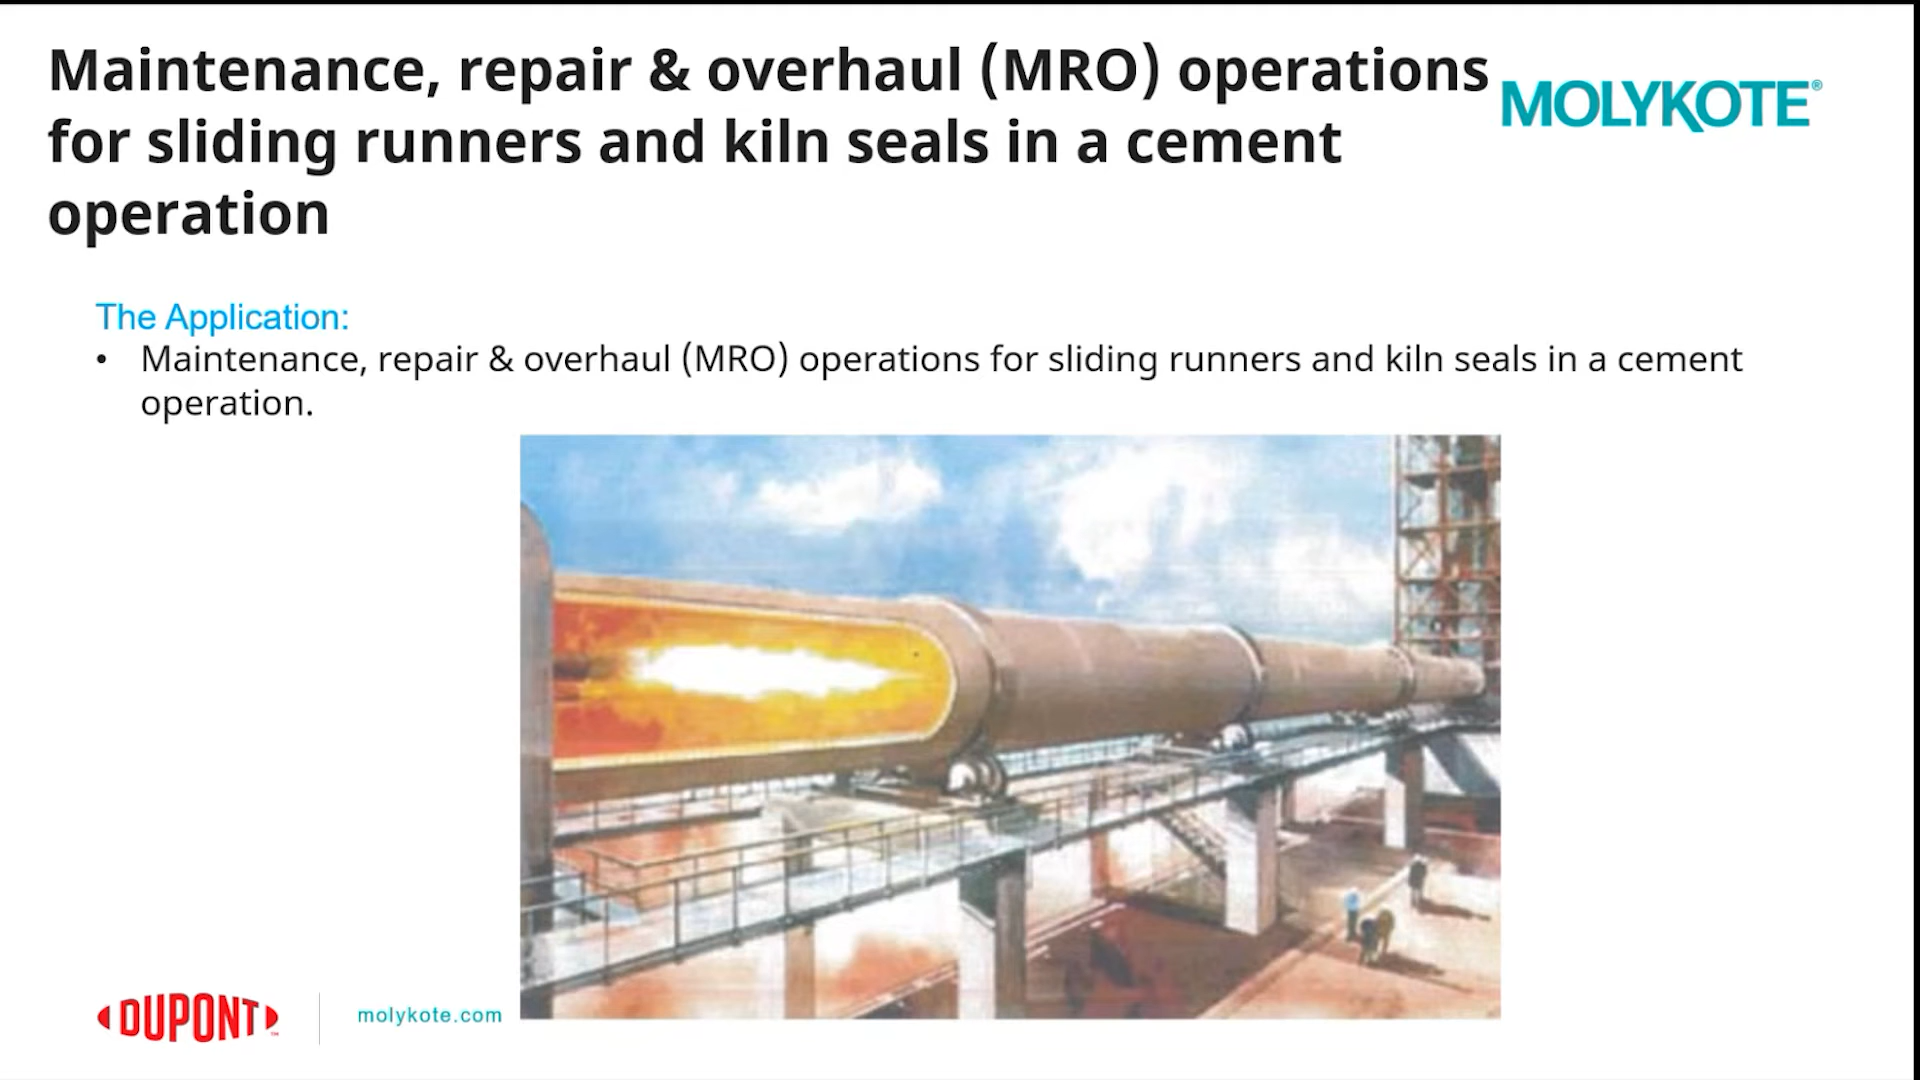 Maintenance, repair & overhaul (MRO) operations
for sliding runners and kiln seals in a cement
operation
MOLYKOTE®
The Application:
• Maintenance, repair & overhaul (MRO) operations for sliding runners and kiln seals in a cement
operation.
DUPONT™
molykote.com